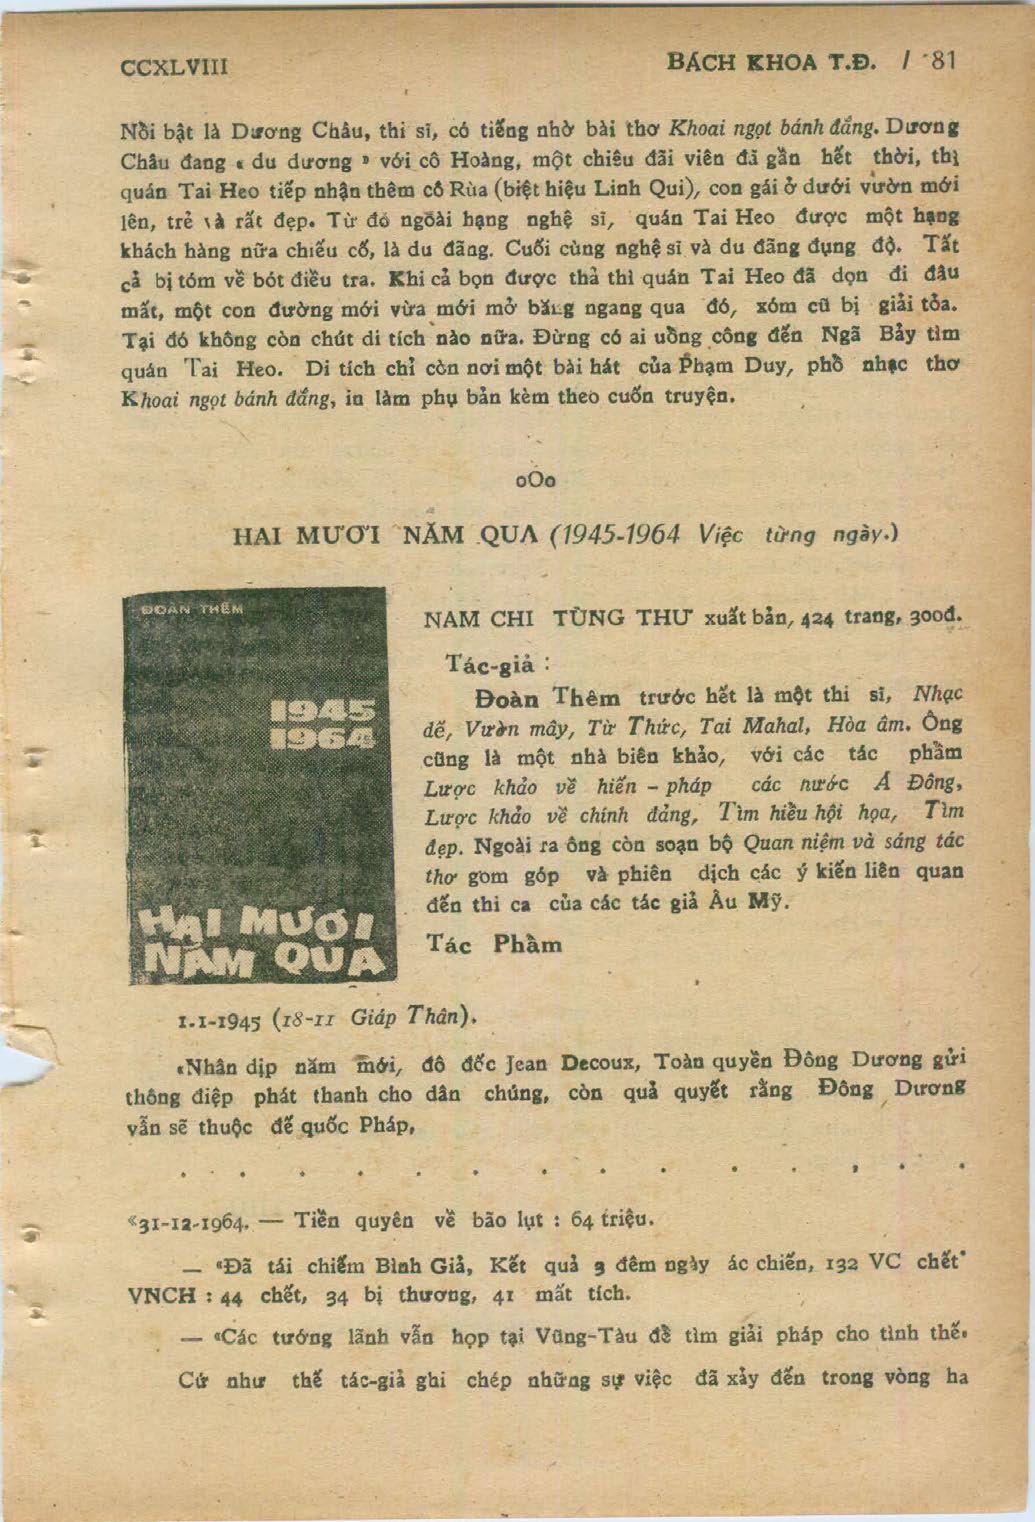 CCXLVIII BÁCH KHOA T.Đ. / 81
Nổi bật là Dương Châu, thi sĩ, có tiếng nhờ bài thơ Khoai ngọt bánh đắng. Dương
Châu đang « du dương » với cô Hoàng, một chiêu đãi viên đã gần hết thời, thì
quán Tai Heo tiếp nhận thêm cô Rùa (biệt hiệu Linh Qui), con gái ở dưới vườn mới
lên, trẻ và rất đẹp. Từ đó ngoài hạng nghệ sĩ, quán Tai Heo được một hạng
khách hàng nữa chiếu cố, là du đãng. Cuối cùng nghệ sĩ và du đãng đụng độ. Tất
cả bị tóm về bót điều tra. Khi cả bọn được thả thì quán Tai Heo đã dọn đi đâu
mất, một con đường mới vừa mới mở băng ngang qua đó, xóm cũ bị giải tỏa.
Tại đó không còn chút di tích nào nữa. Đừng có ai uổng công đến Ngã Bảy tìm
quán Tai Heo. Di tích chỉ còn nơi một bài hát của Phạm Duy, phổ nhạc thơ
Khoai ngọt bánh đắng, in làm phụ bản kèm theo cuốn truyện.
oOo
HAI MƯƠI NĂM QUA (1945-1964 Việc từng ngày.)
ĐOÀN THÊM
1945
1964
HAI MƯƠI
NĂM QUA
NAM CHI TÙNG THƯ xuất bản, 424 trang, 300đ.
Tác-giả :
Đoàn Thêm trước hết là một thi sĩ, Nhạc
dế, Vườn mây, Từ Thức, Tai Mahal, Hòa âm. Ông
cũng là một nhà biên khảo, với các tác phẩm
Lược khảo về hiến – pháp các nước Á Đông,
Lược khảo về chính đảng, Tìm hiểu hội họa, Tìm
đẹp. Ngoài ra ông còn soạn bộ Quan niệm và sáng tác
thơ gom góp và phiên dịch các ý kiến liên quan
đến thi ca của các tác giả Âu Mỹ.
Tác Phẩm
1.1-1945 (18-11 Giáp Thân).
«Nhân dịp năm mới, đô đốc Jean Decoux, Toàn quyền Đông Dương gửi
thông điệp phát thanh cho dân chúng, còn quả quyết rằng Đông Dương
vẫn sẽ thuộc đế quốc Pháp,
. . . . . . . . . . . . . .
«31-12-1964. — Tiền quyên về bão lụt : 64 triệu.
— «Đã tái chiếm Bình Giả, Kết quả 3 đêm ngày ác chiến, 132 VC chết
VNCH : 44 chết, 34 bị thương, 41 mất tích.
— «Các tướng lãnh vẫn họp tại Vũng-Tàu để tìm giải pháp cho tình thế.
Cứ như thế tác-giả ghi chép những sự việc đã xảy đến trong vòng ha